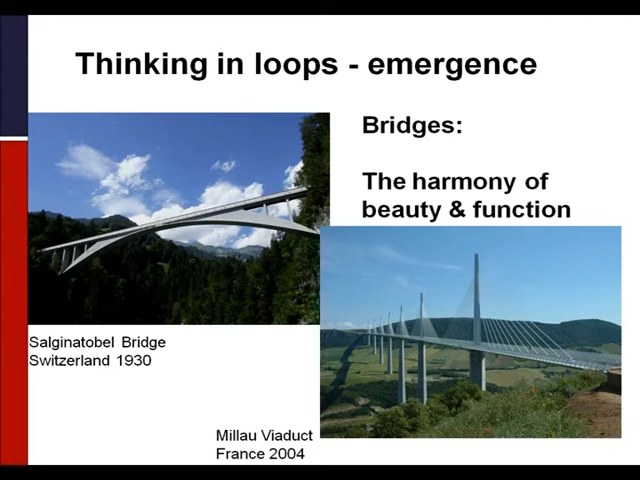 Thinking in loops - emergence
Bridges:
The harmony of
beauty & function
Salginatobel Bridge
Switzerland 1930
Millau Viaduct
France 2004